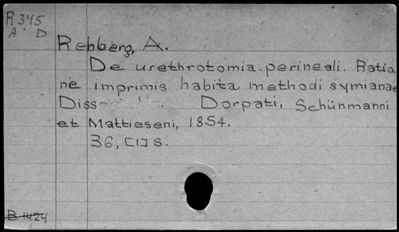 R 345
A D
Rehberg, A.
De urethrotomia perineali. Ratio
ne imprimis habita methodi symianae
Diss. Dorpati, Schünmanni
et Mattieseni, 1854.
36, [1] s.
B 1424